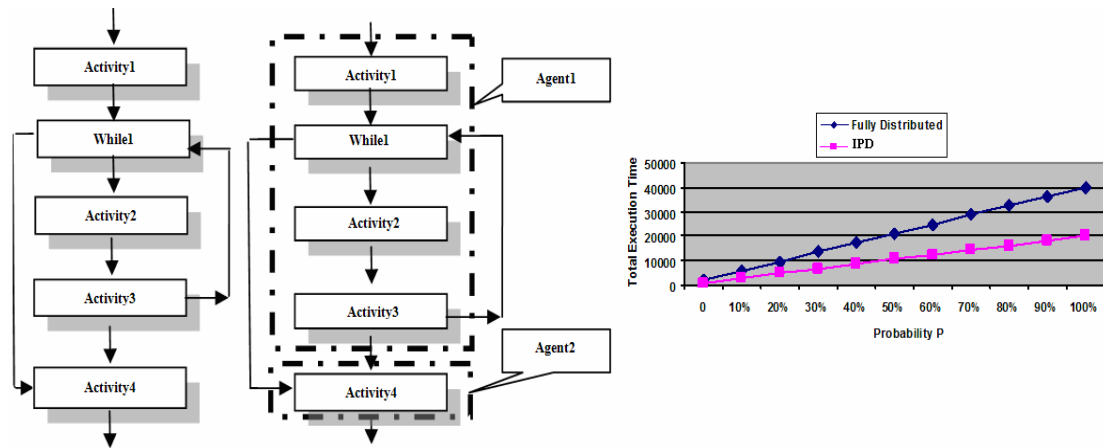 Activity1
While1
Activity2
Activity3
Activity4
Activity1
Agent1
While1
Activity2
Activity3
Agent2
Activity4
Fully Distributed
IPD
Total Execution Time
50000
40000
30000
20000
10000
0
0 10% 20% 30% 40% 50% 60% 70% 80% 90% 100%
Probability P